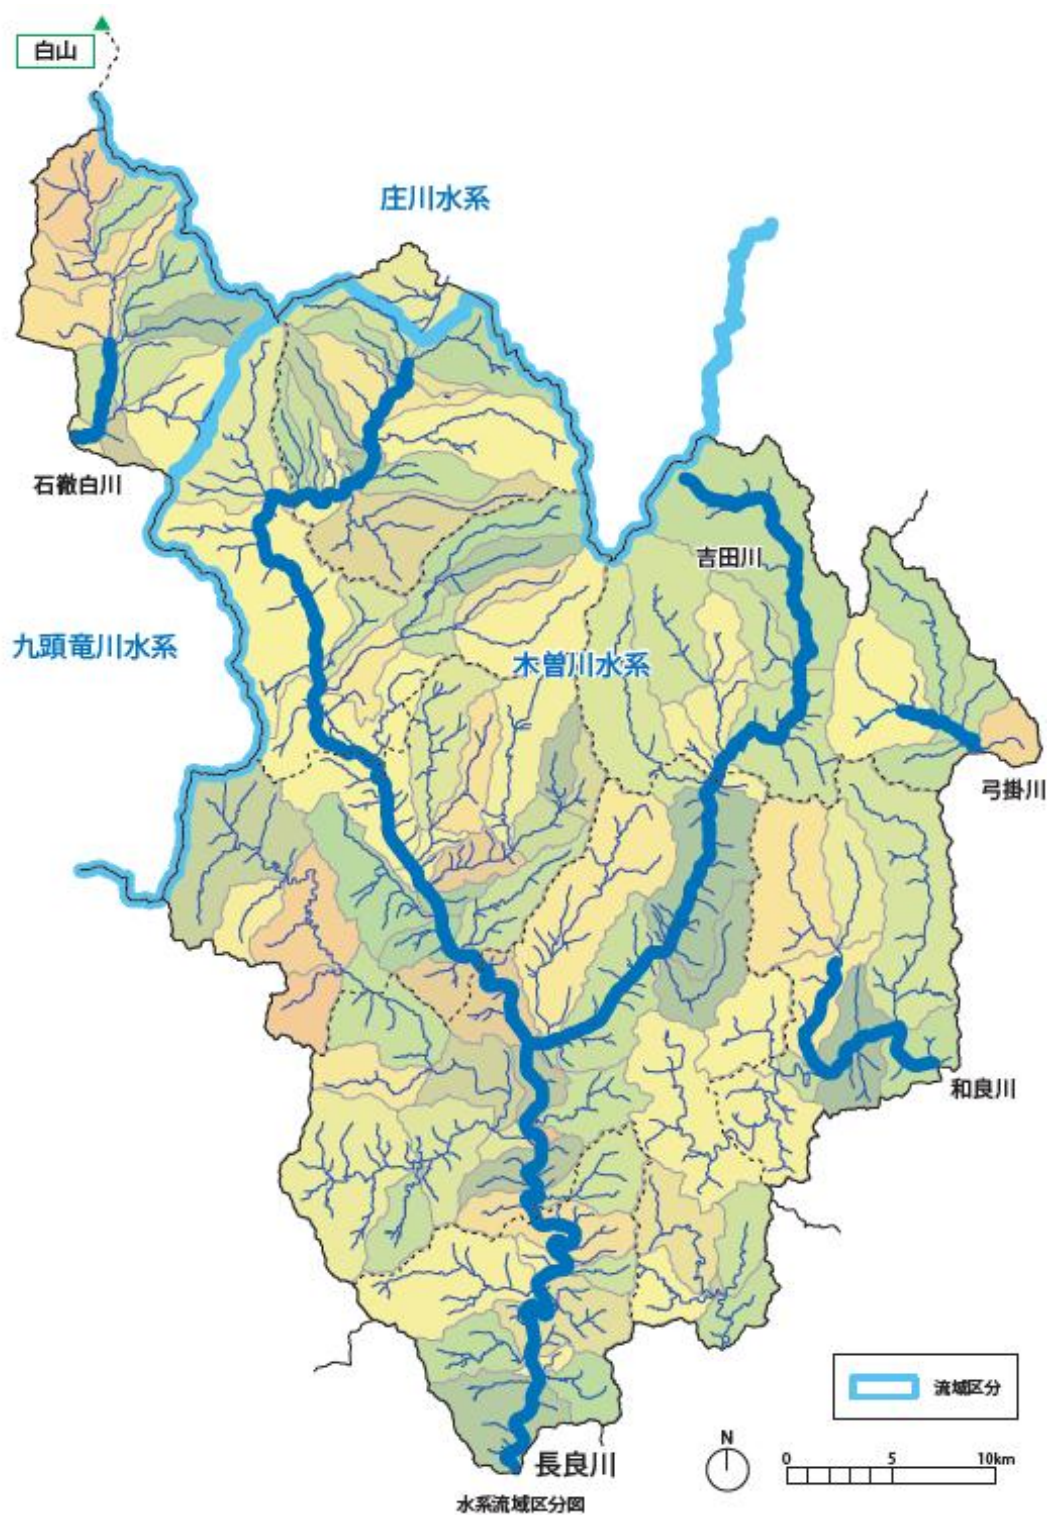 白山
庄川水系
石徹白川
吉田川
九頭竜川水系
木曽川水系
弓掛川
和良川
流域区分
N
0 5 10km
長良川
水系流域区分図